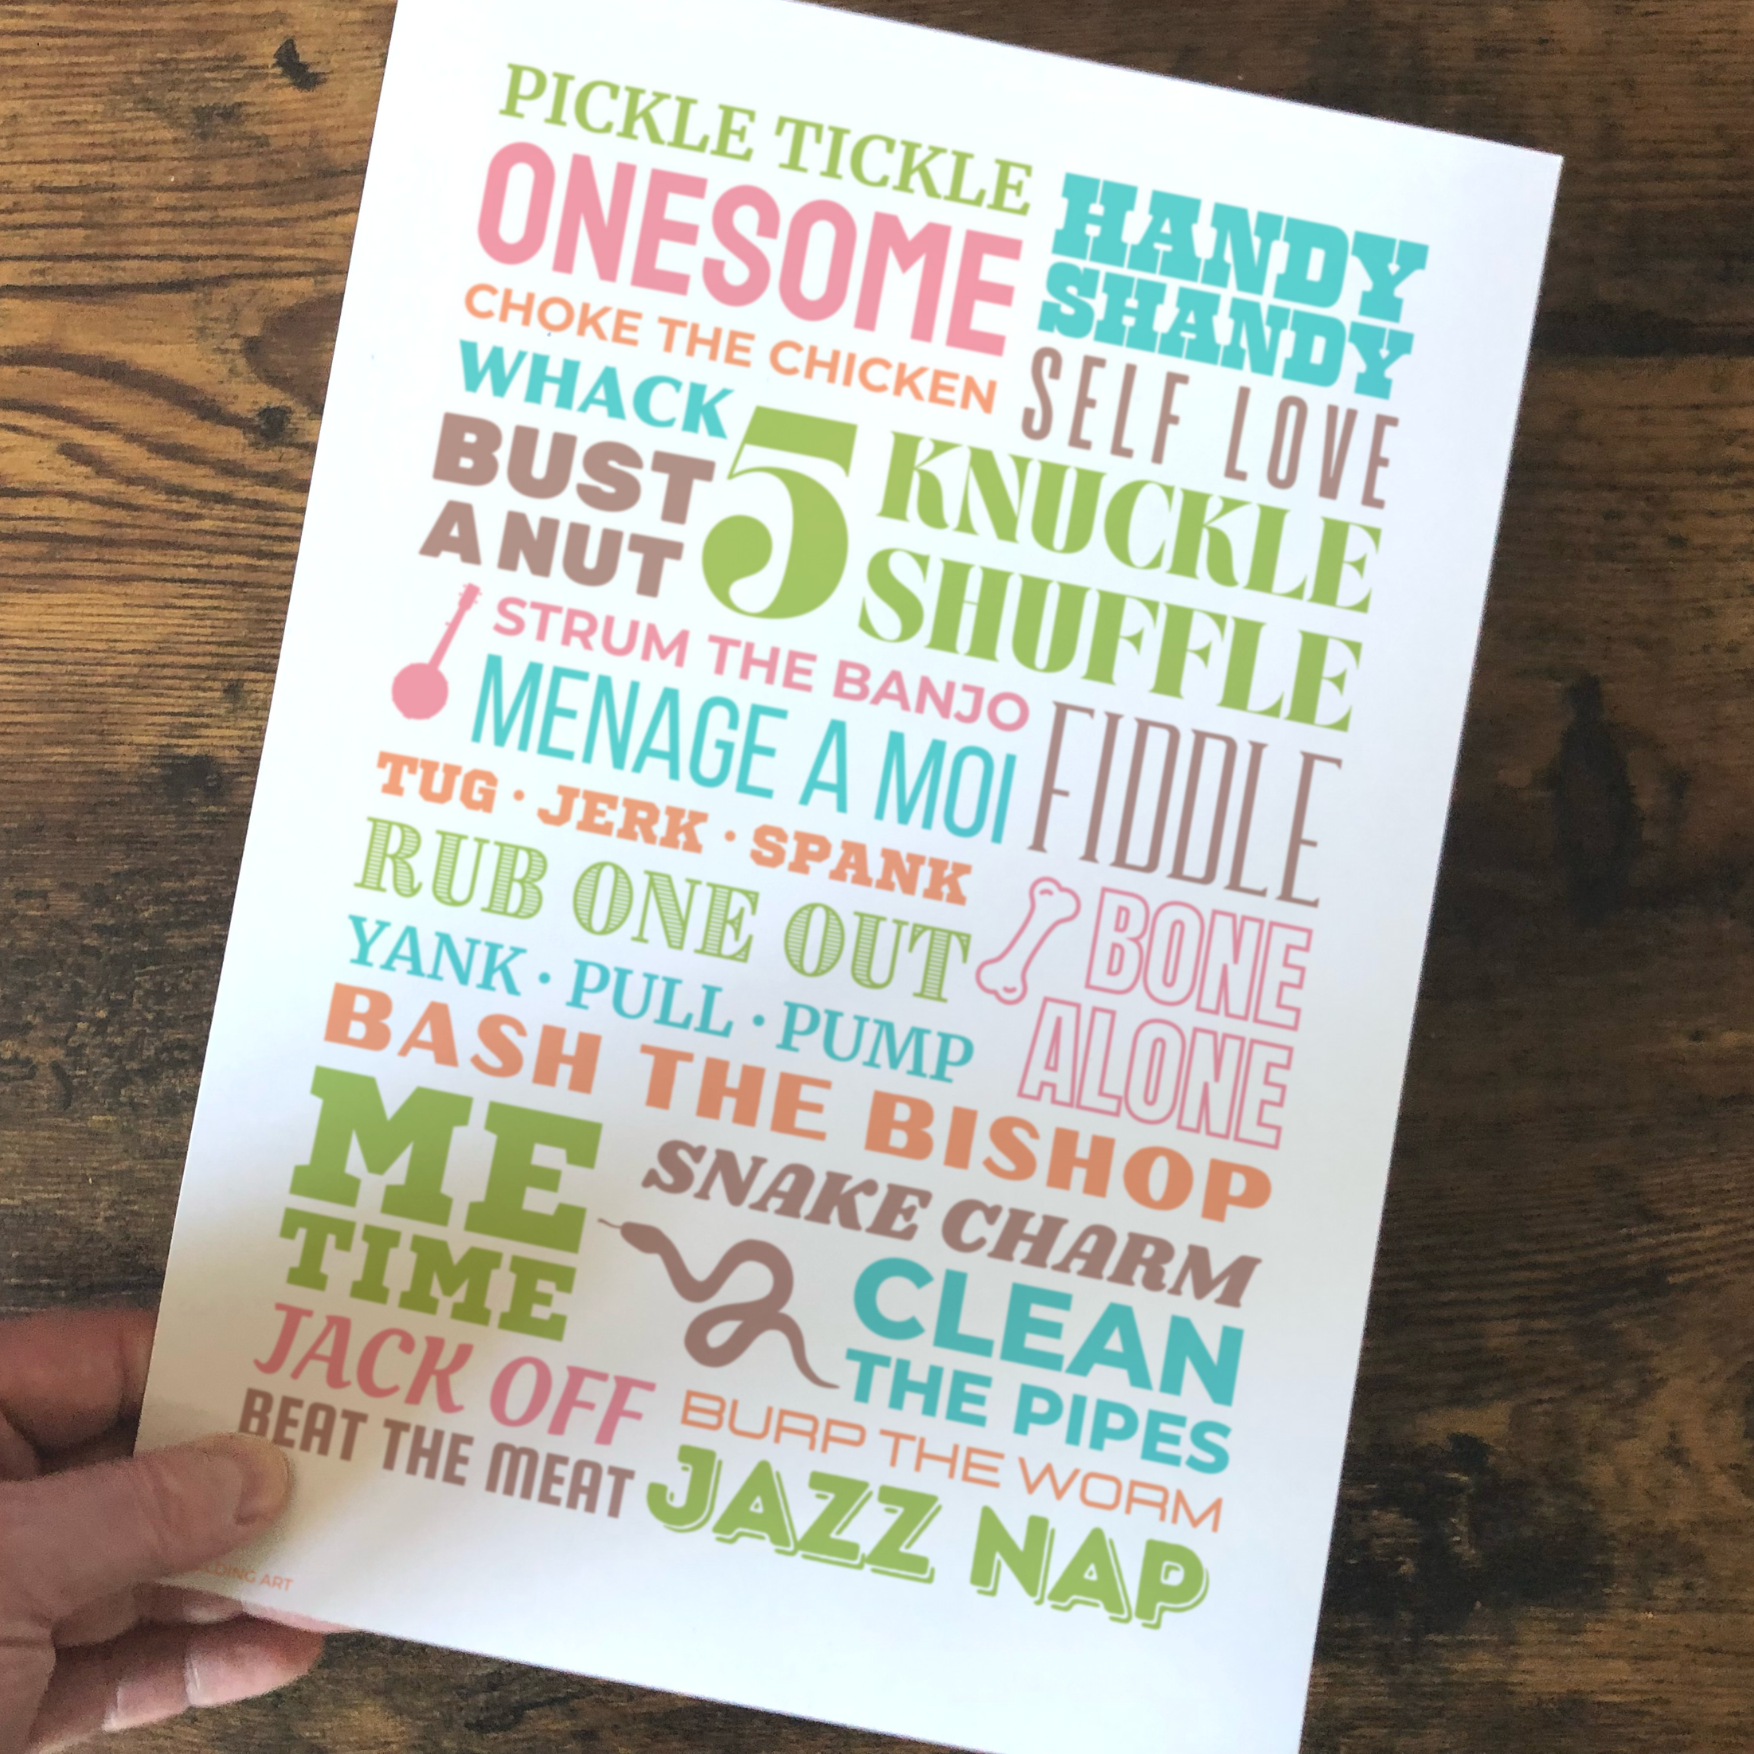 PICKLE TICKLE
ONESOME
HANDY
SHANDY
CHOKE THE CHICKEN
SELF LOVE
WHACK
BUST
A NUT
5 KNUCKLE
SHUFFLE
STRUM THE BANJO
MENAGE A MOI
FIDDLE
TUG · JERK · SPANK
RUB ONE OUT
BONE
ALONE
YANK · PULL · PUMP
BASH THE BISHOP
ME
TIME
SNAKE CHARM
CLEAN
THE PIPES
JACK OFF
BEAT THE MEAT
BURP THE WORM
JAZZ NAP
ART